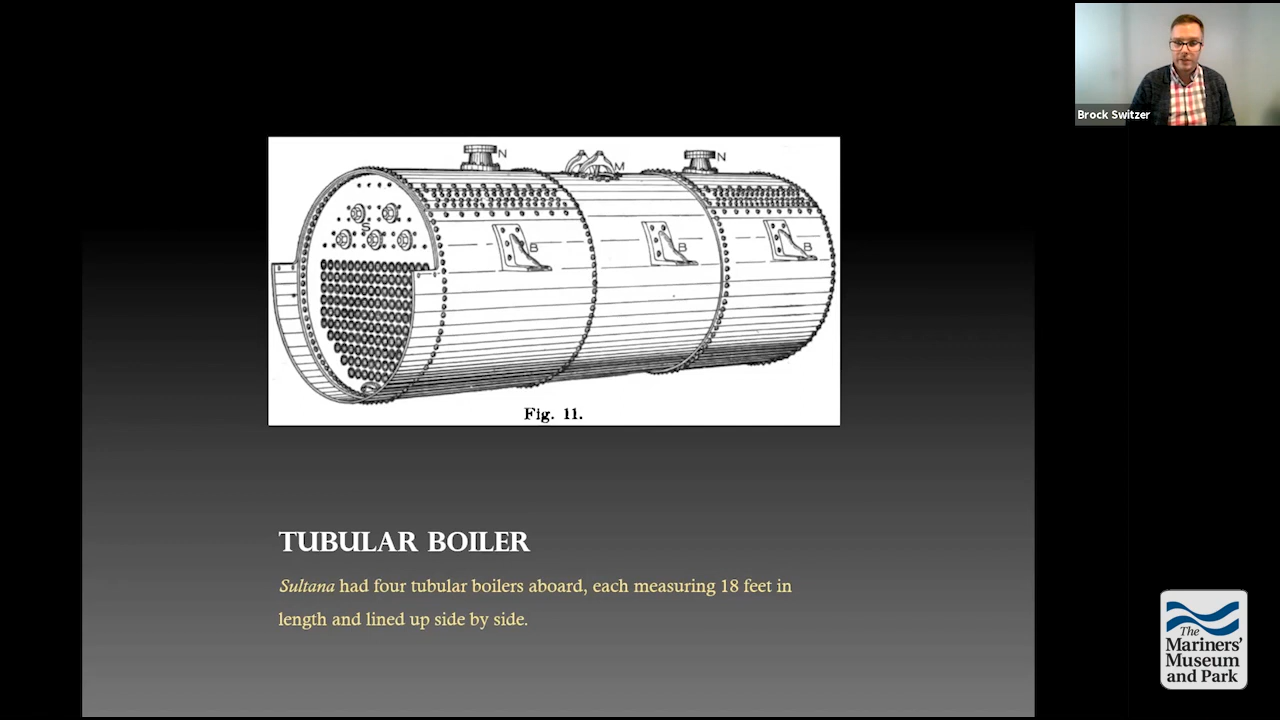 Brock Switzer
N
M
N
S
B
B
B
Fig. 11.
TUBULAR BOILER
Sultana had four tubular boilers aboard, each measuring 18 feet in
length and lined up side by side.
The
Mariners'
Museum
and Park